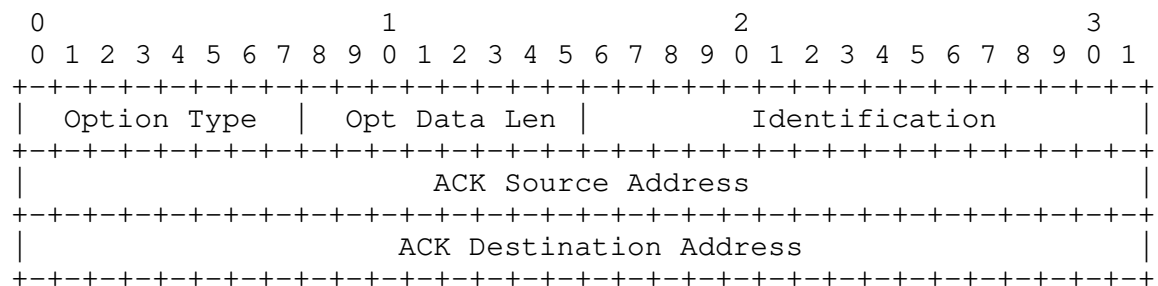 0                   1                   2                   3
 0 1 2 3 4 5 6 7 8 9 0 1 2 3 4 5 6 7 8 9 0 1 2 3 4 5 6 7 8 9 0 1
+-+-+-+-+-+-+-+-+-+-+-+-+-+-+-+-+-+-+-+-+-+-+-+-+-+-+-+-+-+-+-+
|  Option Type  |  Opt Data Len |         Identification        |
+-+-+-+-+-+-+-+-+-+-+-+-+-+-+-+-+-+-+-+-+-+-+-+-+-+-+-+-+-+-+-+
|                       ACK Source Address                      |
+-+-+-+-+-+-+-+-+-+-+-+-+-+-+-+-+-+-+-+-+-+-+-+-+-+-+-+-+-+-+-+
|                     ACK Destination Address                   |
+-+-+-+-+-+-+-+-+-+-+-+-+-+-+-+-+-+-+-+-+-+-+-+-+-+-+-+-+-+-+-+